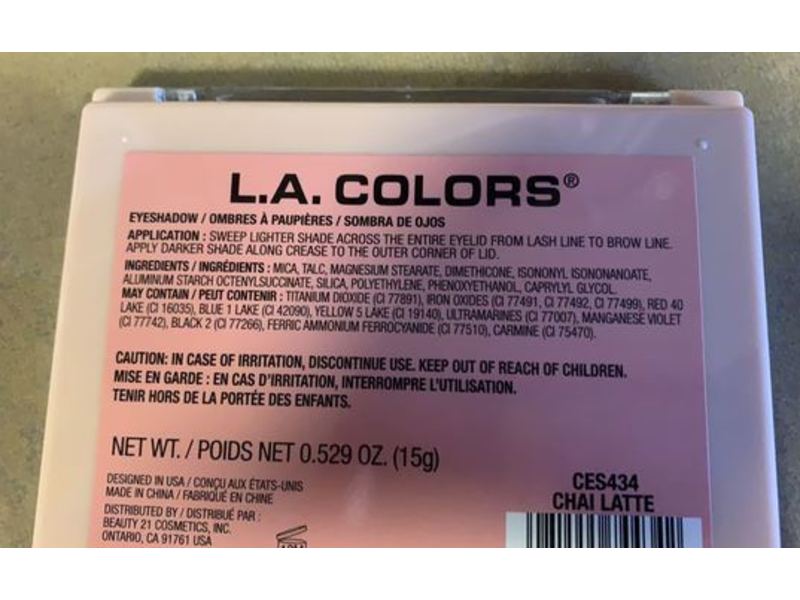 L.A. COLORS®
EYESHADOW / OMBRES À PAUPIÈRES / SOMBRA DE OJOS
APPLICATION : SWEEP LIGHTER SHADE ACROSS THE ENTIRE EYELID FROM LASH LINE TO BROW LINE.
APPLY DARKER SHADE ALONG CREASE TO THE OUTER CORNER OF LID.
INGREDIENTS / INGRÉDIENTS : MICA, TALC, MAGNESIUM STEARATE, DIMETHICONE, ISONONYL ISONONANOATE,
ALUMINUM STARCH OCTENYLSUCCINATE, SILICA, POLYETHYLENE, PHENOXYETHANOL, CAPRYLYL GLYCOL.
MAY CONTAIN / PEUT CONTENIR : TITANIUM DIOXIDE (CI 77891), IRON OXIDES (CI 77491, CI 77492, CI 77499), RED 40
LAKE (CI 16035), BLUE 1 LAKE (CI 42090), YELLOW 5 LAKE (CI 19140), ULTRAMARINES (CI 77007), MANGANESE VIOLET
(CI 77742), BLACK 2 (CI 77266), FERRIC AMMONIUM FERROCYANIDE (CI 77510), CARMINE (CI 75470).
CAUTION: IN CASE OF IRRITATION, DISCONTINUE USE. KEEP OUT OF REACH OF CHILDREN.
MISE EN GARDE : EN CAS D'IRRITATION, INTERROMPRE L'UTILISATION.
TENIR HORS DE LA PORTÉE DES ENFANTS.
NET WT. / POIDS NET 0.529 OZ. (15g)
DESIGNED IN USA / CONÇU AUX ÉTATS-UNIS
MADE IN CHINA / FABRIQUÉ EN CHINE
DISTRIBUTED BY / DISTRIBUÉ PAR :
BEAUTY 21 COSMETICS, INC.
ONTARIO, CA 91761 USA
CES434
CHAI LATTE